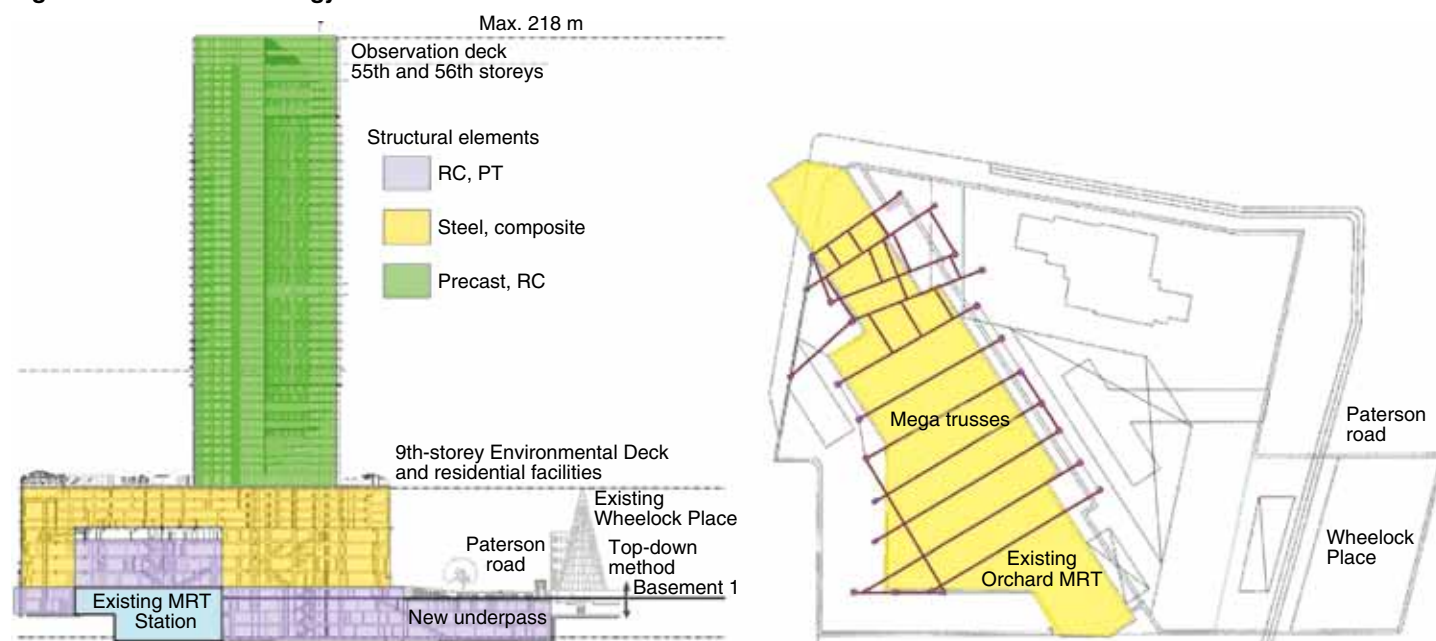 Max. 218 m
Observation deck
55th and 56th storeys
Structural elements
RC, PT
Steel, composite
Precast, RC
9th-storey Environmental Deck
and residential facilities
Existing
Wheelock Place
Paterson
road
Top-down
method
Basement 1
Existing MRT
Station
New underpass
Mega trusses
Existing
Orchard MRT
Paterson
road
Wheelock
Place